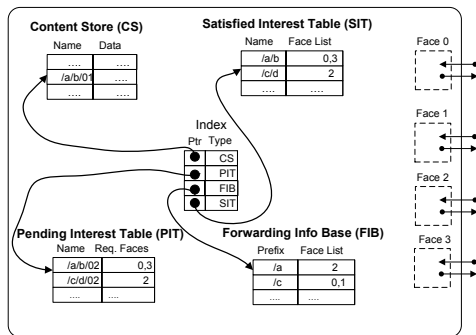 Content Store (CS)
Name Data
.... ....
/a/b/01 ....
.... ....
Satisfied Interest Table (SIT)
Name Face List
/a/b 0,3
/c/d 2
.... ....
Face 0
Face 1
Face 2
Face 3
Index
Ptr Type
CS
PIT
FIB
SIT
Pending Interest Table (PIT)
Name Req. Faces
/a/b/02 0,3
/c/d/02 2
.... ....
Forwarding Info Base (FIB)
Prefix Face List
/a 2
/c 0,1
.... ....